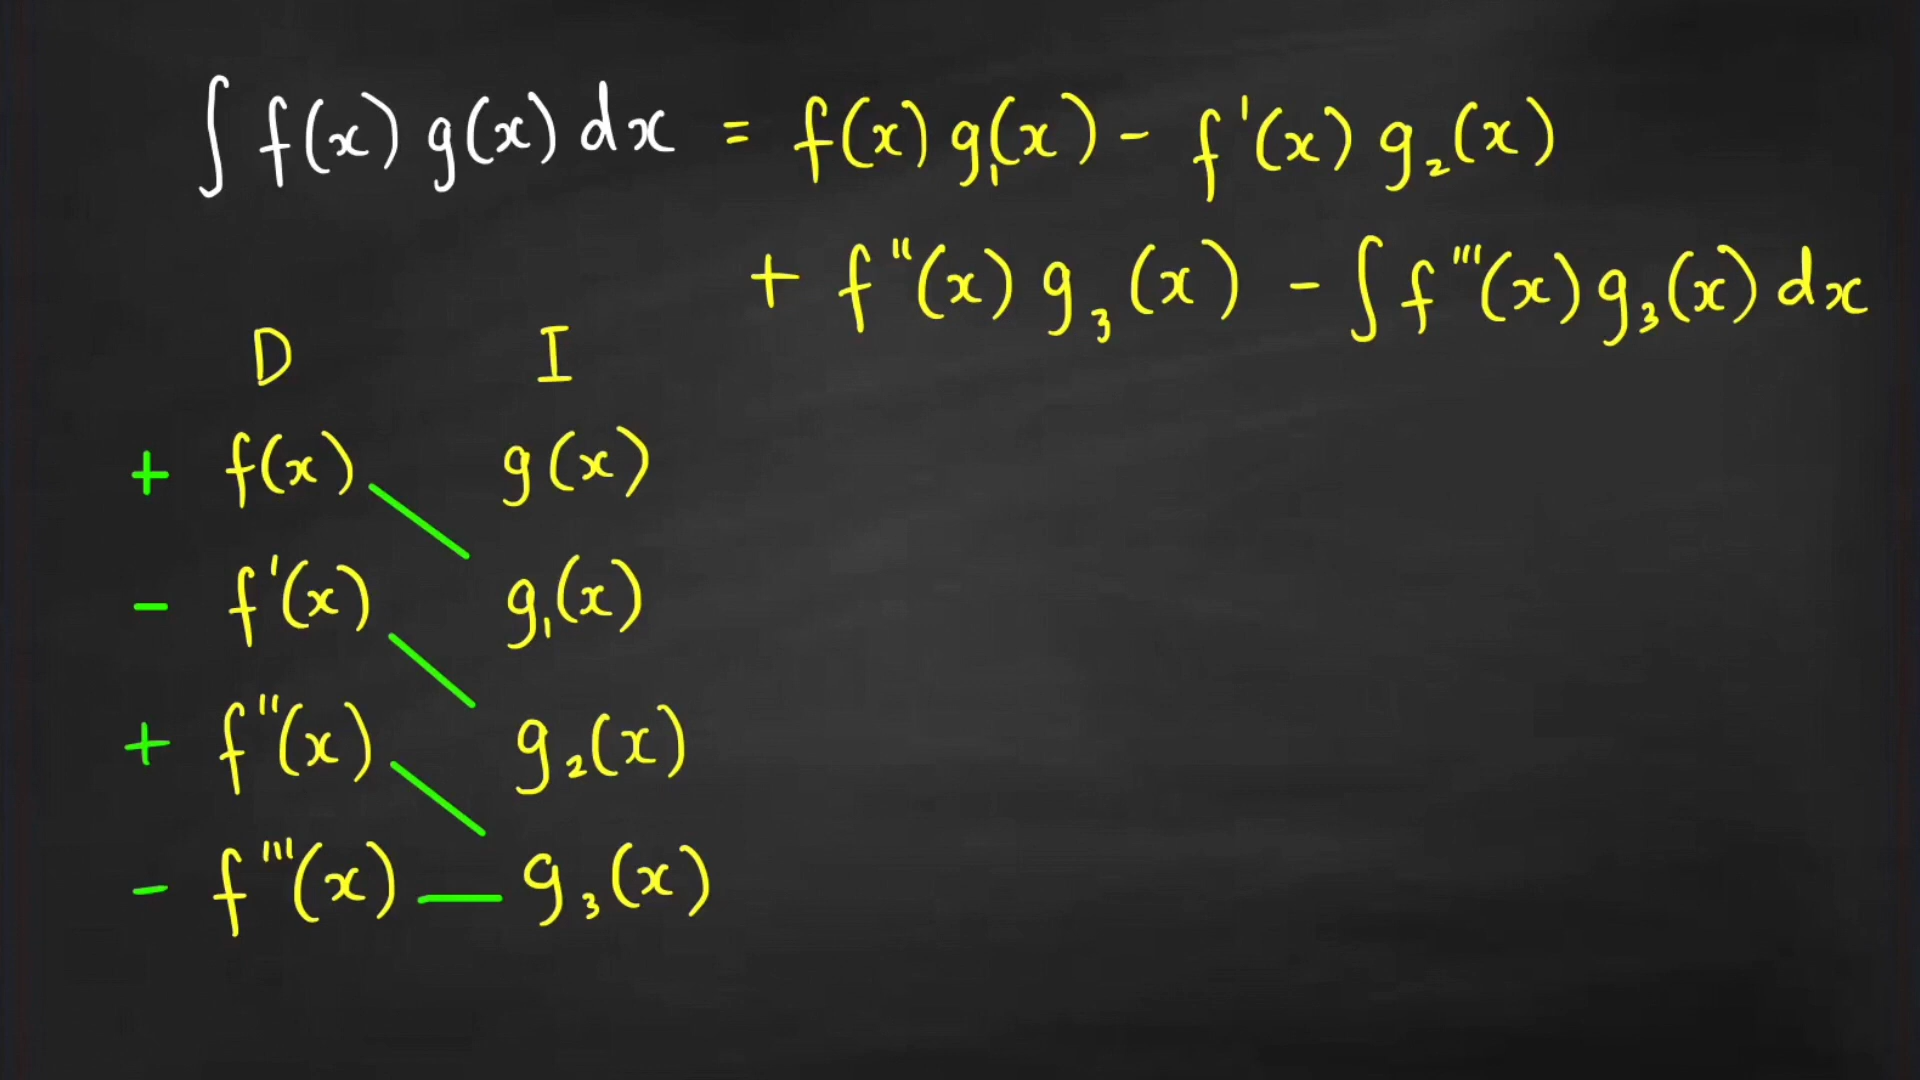 ∫ f(x) g(x) dx = f(x) g₁(x) - f'(x) g₂(x)
+ f''(x) g₃(x) - ∫ f'''(x) g₃(x) dx
D I
+ f(x) g(x)
- f'(x) g₁(x)
+ f''(x) g₂(x)
- f'''(x) g₃(x)